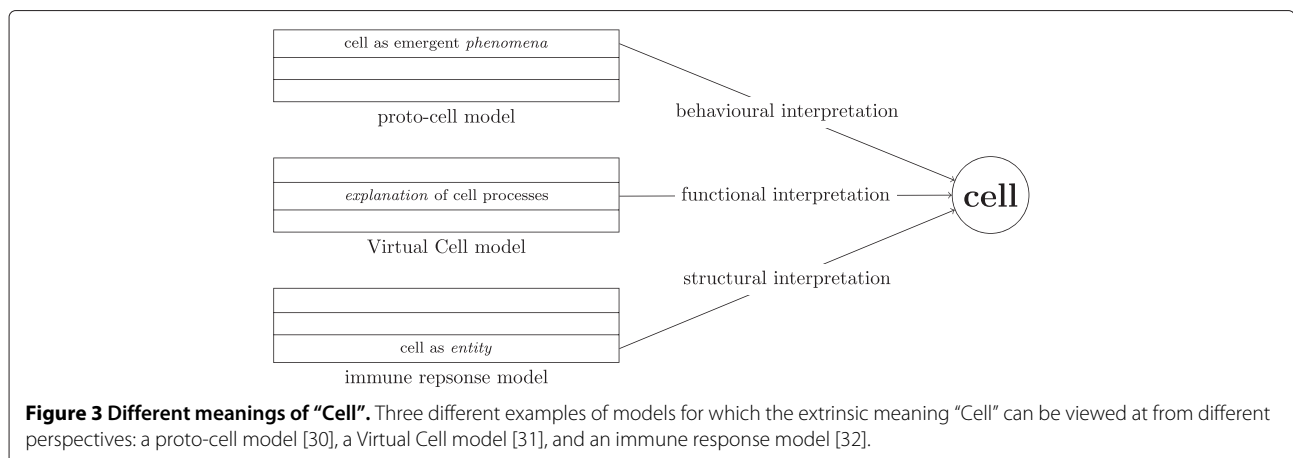 cell as emergent phenomena
proto-cell model
behavioural interpretation
explanation of cell processes
Virtual Cell model
functional interpretation
cell
structural interpretation
cell as entity
immune repsonse model
Figure 3 Different meanings of “Cell”. Three different examples of models for which the extrinsic meaning “Cell” can be viewed at from different
perspectives: a proto-cell model [30], a Virtual Cell model [31], and an immune response model [32].